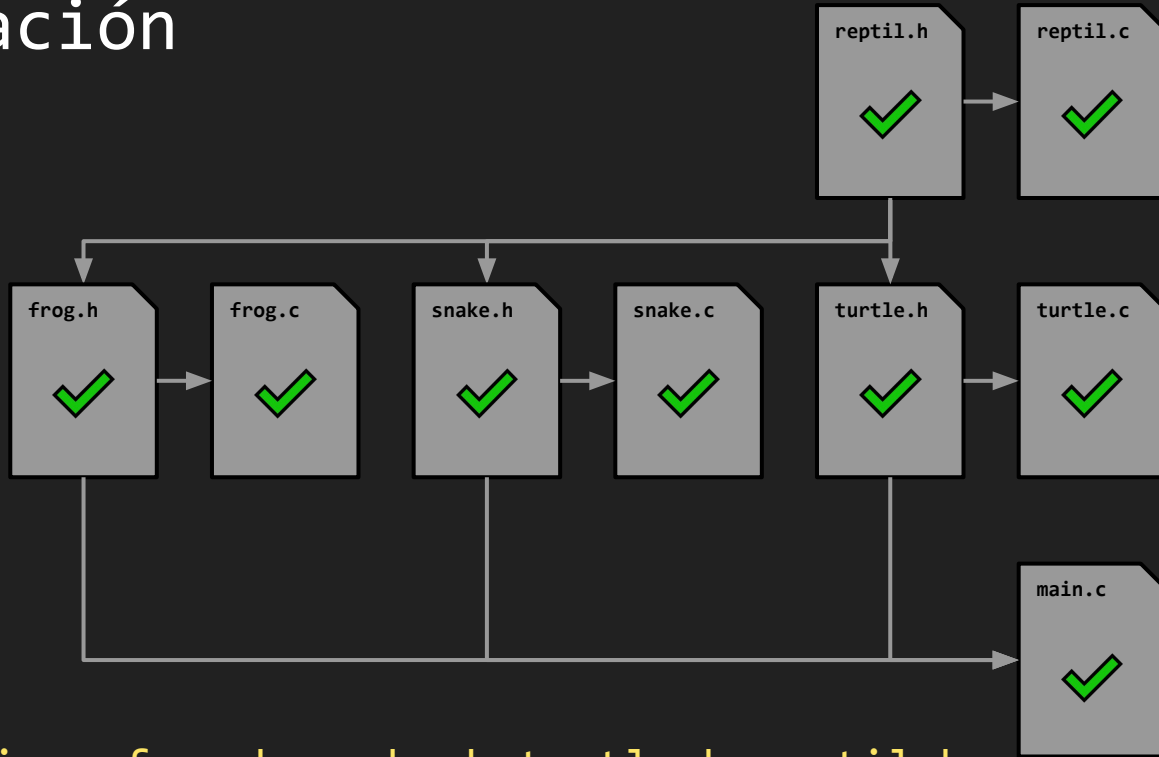 ación
reptil.h reptil.c
frog.h frog.c snake.h snake.c turtle.h turtle.c
main.c